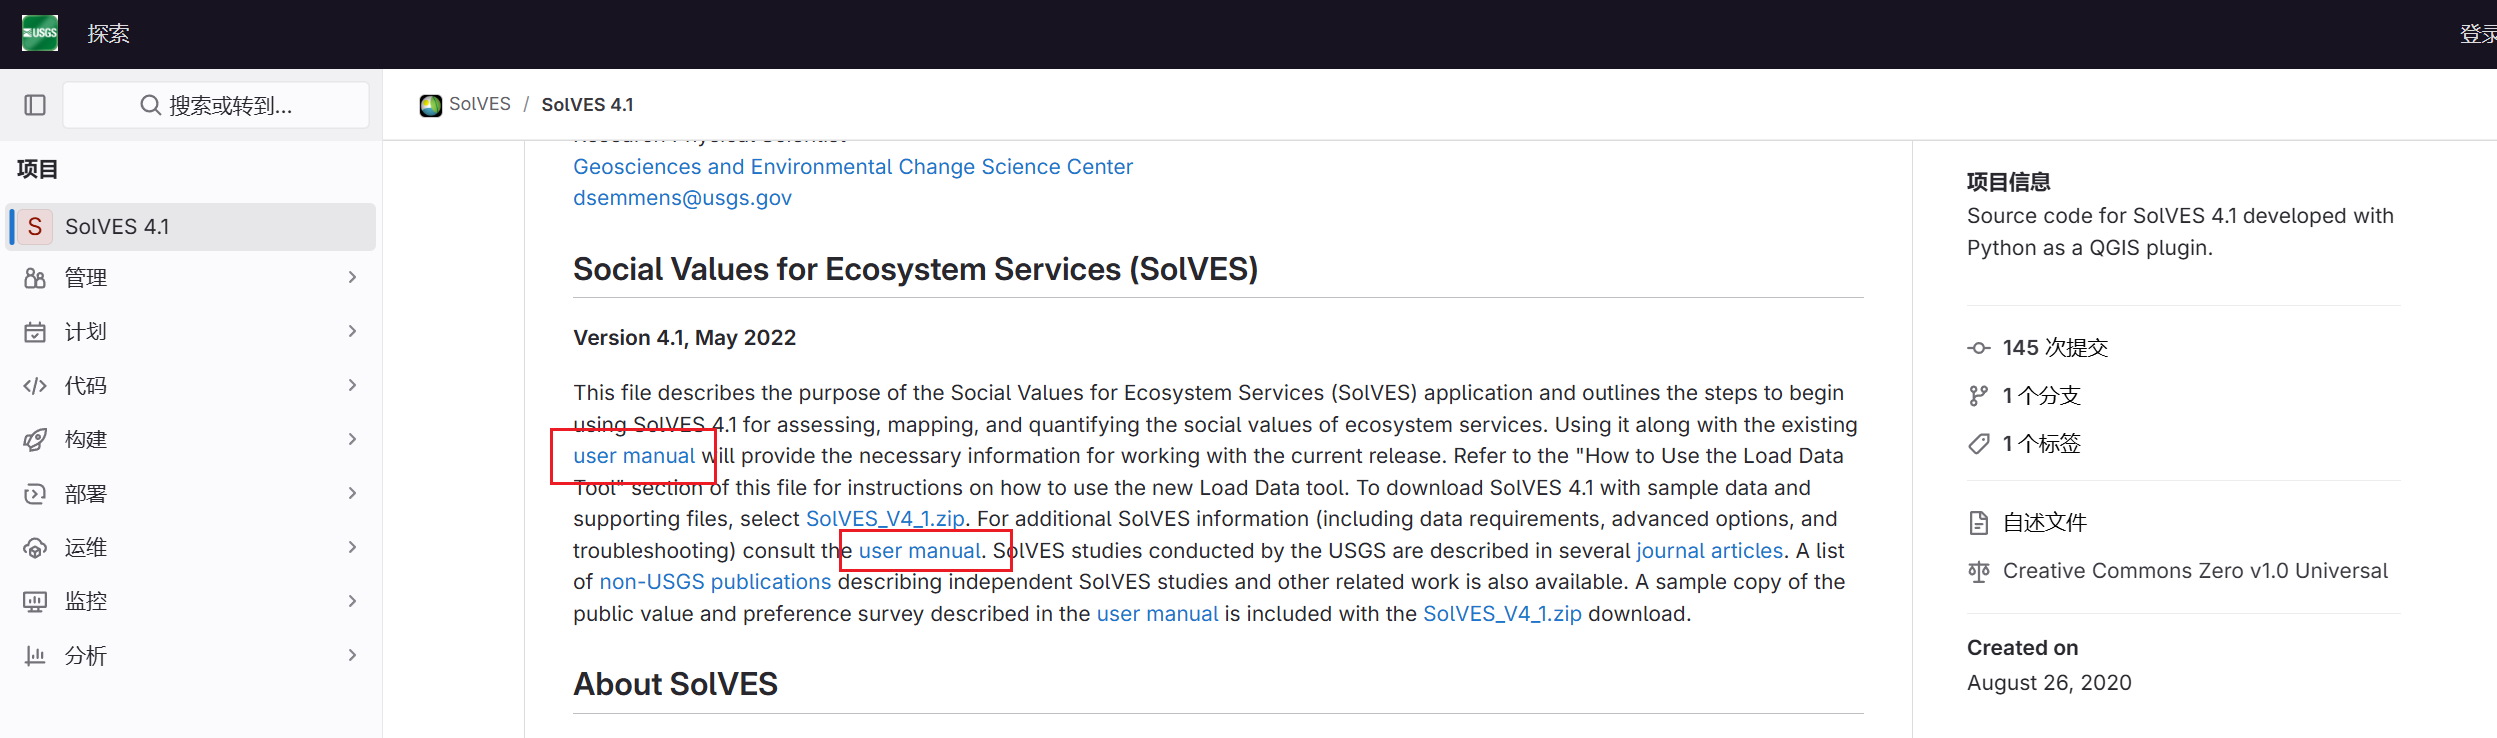 USGS
探索
登录
搜索或转到...
SolVES / SolVES 4.1
项目
S SolVES 4.1
管理
计划
代码
构建
部署
运维
监控
分析
Research Physical Scientist
Geosciences and Environmental Change Science Center
dsemmens@usgs.gov
Social Values for Ecosystem Services (SolVES)
Version 4.1, May 2022
This file describes the purpose of the Social Values for Ecosystem Services (SolVES) application and outlines the steps to begin
using SolVES 4.1 for assessing, mapping, and quantifying the social values of ecosystem services. Using it along with the existing
user manual will provide the necessary information for working with the current release. Refer to the "How to Use the Load Data
Tool" section of this file for instructions on how to use the new Load Data tool. To download SolVES 4.1 with sample data and
supporting files, select SolVES_V4_1.zip. For additional SolVES information (including data requirements, advanced options, and
troubleshooting) consult the user manual. SolVES studies conducted by the USGS are described in several journal articles. A list
of non-USGS publications describing independent SolVES studies and other related work is also available. A sample copy of the
public value and preference survey described in the user manual is included with the SolVES_V4_1.zip download.
About SolVES
项目信息
Source code for SolVES 4.1 developed with
Python as a QGIS plugin.
145 次提交
1 个分支
1 个标签
自述文件
Creative Commons Zero v1.0 Universal
Created on
August 26, 2020